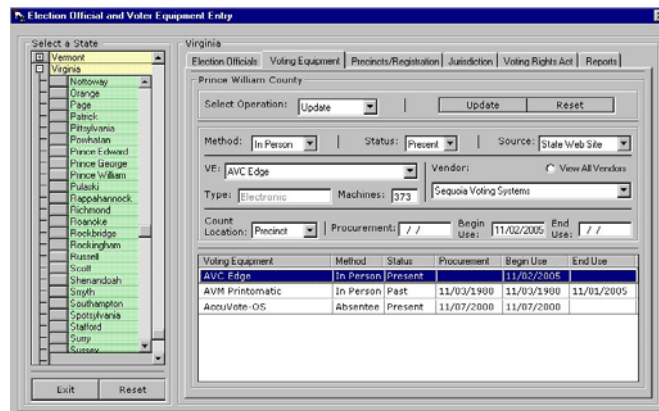 Election Official and Voter Equipment Entry
Select a State
Vermont
Virginia
Nottoway
Orange
Page
Patrick
Pittsylvania
Powhatan
Prince Edward
Prince George
Prince William
Pulaski
Rappahannock
Richmond
Roanoke
Rockbridge
Rockingham
Russell
Scott
Shenandoah
Smyth
Southampton
Spotsylvania
Stafford
Surry
Sussex
Exit Reset
Virginia
Election Officials Voting Equipment Precincts/Registration Jurisdiction Voting Rights Act Reports
Prince William County
Select Operation: Update Update Reset
Method: In Person Status: Present Source: State Web Site
VE: AVC Edge Vendor: View All Vendors
Type: Electronic Machines: 373 Sequoia Voting Systems
Count Location: Precinct Procurement: / / Begin Use: 11/02/2005 End Use: / /
Voting Equipment Method Status Procurement Begin Use End Use
AVC Edge In Person Present 11/02/2005
AVM Printomatic In Person Past 11/03/1980 11/03/1980 11/01/2005
AccuVote-OS Absentee Present 11/07/2000 11/07/2000